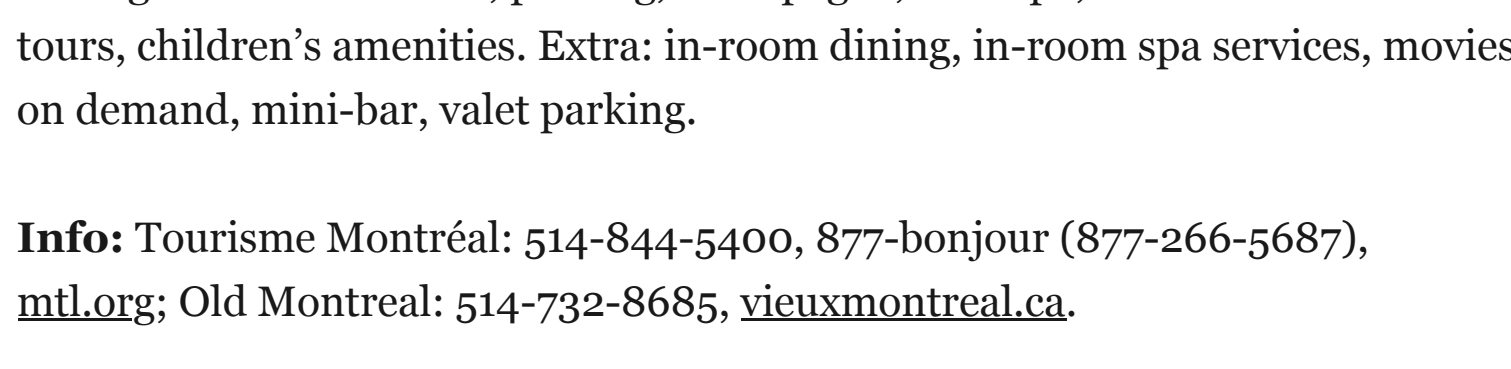 tours, children’s amenities. Extra: in-room dining, in-room spa services, movies
on demand, mini-bar, valet parking.
Info: Tourisme Montréal: 514-844-5400, 877-bonjour (877-266-5687),
mtl.org; Old Montreal: 514-732-8685, vieuxmontreal.ca.